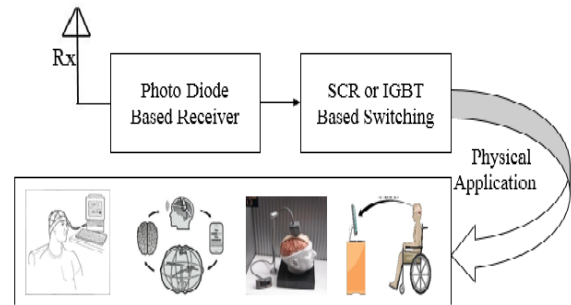 Rx
Photo Diode
Based Receiver
SCR or IGBT
Based Switching
Physical
Application